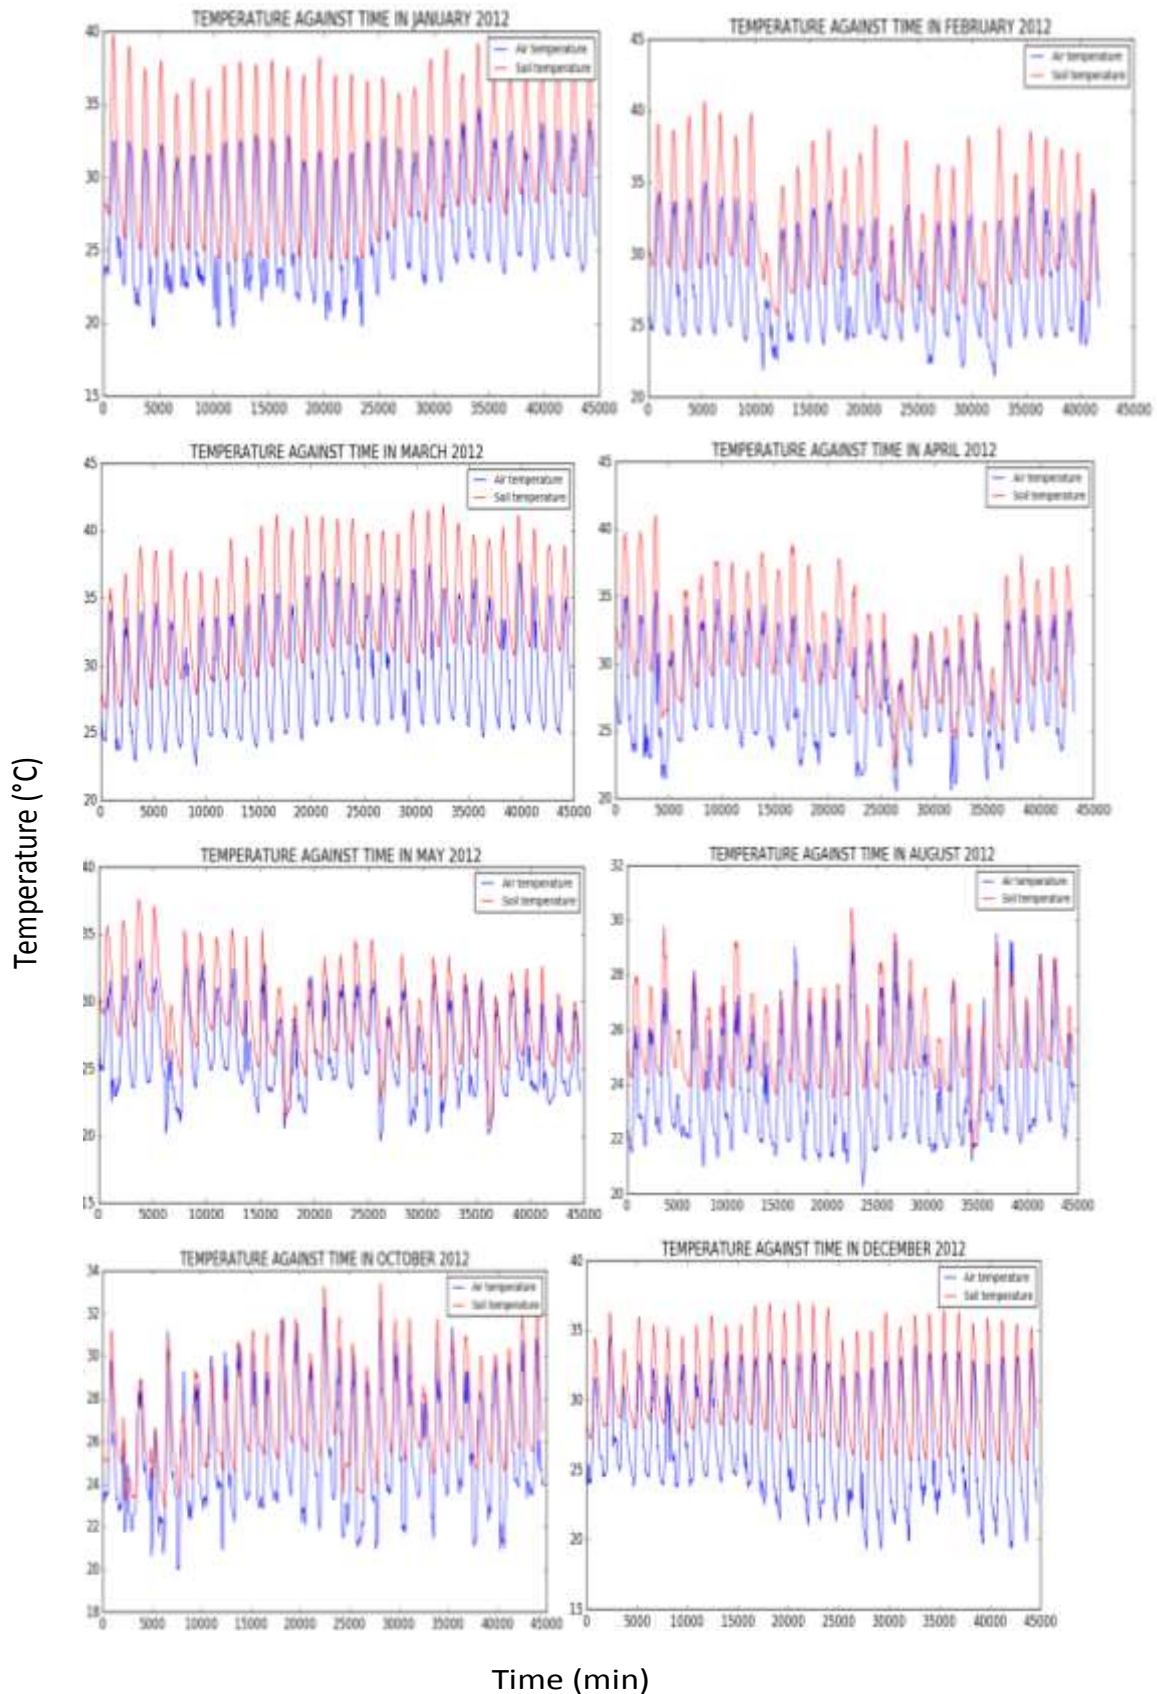 TEMPERATURE AGAINST TIME IN JANUARY 2012
Air temperature
Soil temperature
40
35
30
25
20
15
0 5000 10000 15000 20000 25000 30000 35000 40000 45000
TEMPERATURE AGAINST TIME IN FEBRUARY 2012
Air temperature
Soil temperature
45
40
35
30
25
20
0 5000 10000 15000 20000 25000 30000 35000 40000 45000
TEMPERATURE AGAINST TIME IN MARCH 2012
Air temperature
Soil temperature
45
40
35
30
25
20
0 5000 10000 15000 20000 25000 30000 35000 40000 45000
TEMPERATURE AGAINST TIME IN APRIL 2012
Air temperature
Soil temperature
45
40
35
30
25
20
0 5000 10000 15000 20000 25000 30000 35000 40000 45000
Temperature (°C)
TEMPERATURE AGAINST TIME IN MAY 2012
Air temperature
Soil temperature
40
35
30
25
20
15
0 5000 10000 15000 20000 25000 30000 35000 40000 45000
TEMPERATURE AGAINST TIME IN AUGUST 2012
Air temperature
Soil temperature
32
30
28
26
24
22
20
0 5000 10000 15000 20000 25000 30000 35000 40000 45000
TEMPERATURE AGAINST TIME IN OCTOBER 2012
Air temperature
Soil temperature
34
32
30
28
26
24
22
20
18
0 5000 10000 15000 20000 25000 30000 35000 40000 45000
TEMPERATURE AGAINST TIME IN DECEMBER 2012
Air temperature
Soil temperature
40
35
30
25
20
15
0 5000 10000 15000 20000 25000 30000 35000 40000 45000
Time (min)